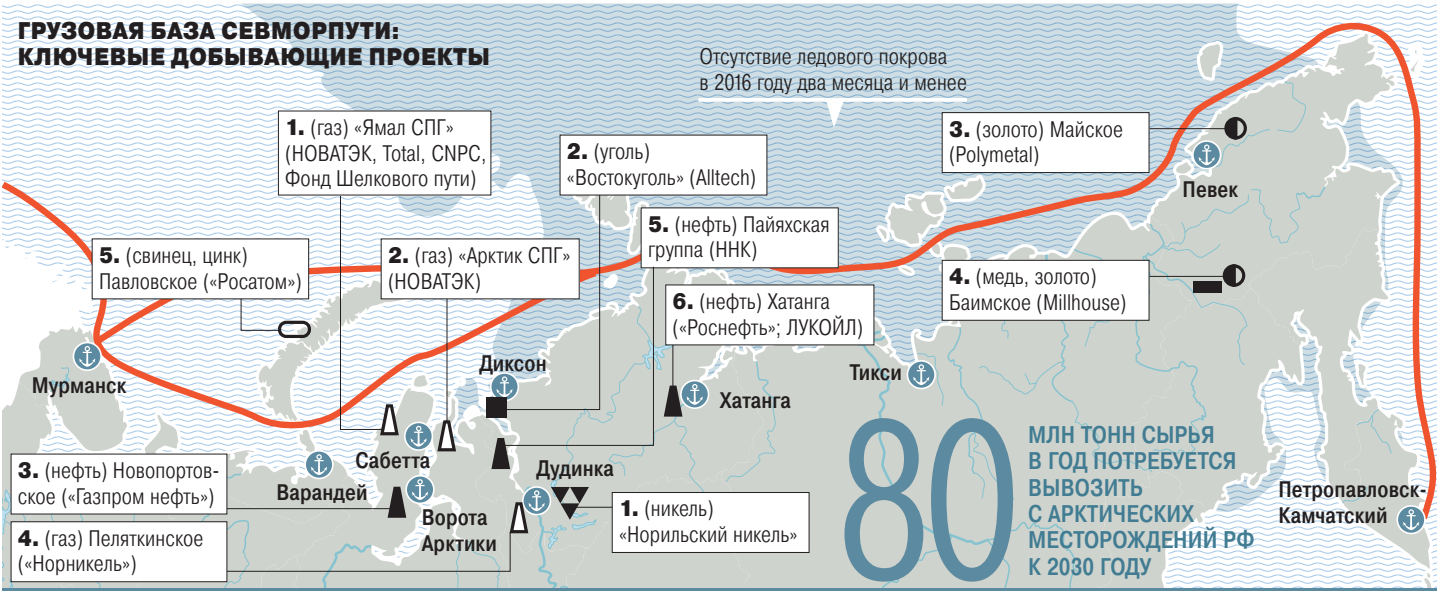 ГРУЗОВАЯ БАЗА СЕВМОРПУТИ:
КЛЮЧЕВЫЕ ДОБЫВАЮЩИЕ ПРОЕКТЫ
Отсутствие ледового покрова
в 2016 году два месяца и менее
1. (газ) «Ямал СПГ»
(НОВАТЭК, Total, CNPC,
Фонд Шелкового пути)
2. (уголь)
«Востокуголь» (Alltech)
3. (золото) Майское
(Polymetal)
Певек
5. (свинец, цинк)
Павловское («Росатом»)
2. (газ) «Арктик СПГ»
(НОВАТЭК)
5. (нефть) Пайяхская
группа (ННК)
4. (медь, золото)
Баимское (Millhouse)
6. (нефть) Хатанга
(«Роснефть»; ЛУКОЙЛ)
Мурманск
Диксон
Хатанга
Тикси
Сабетта
Варандей
Дудинка
Ворота
Арктики
3. (нефть) Новопортов-
ское («Газпром нефть»)
4. (газ) Пеляткинское
(«Норникель»)
1. (никель)
«Норильский никель»
80
МЛН ТОНН СЫРЬЯ
В ГОД ПОТРЕБУЕТСЯ
ВЫВОЗИТЬ
С АРКТИЧЕСКИХ
МЕСТОРОЖДЕНИЙ РФ
К 2030 ГОДУ
Петропавловск-
Камчатский